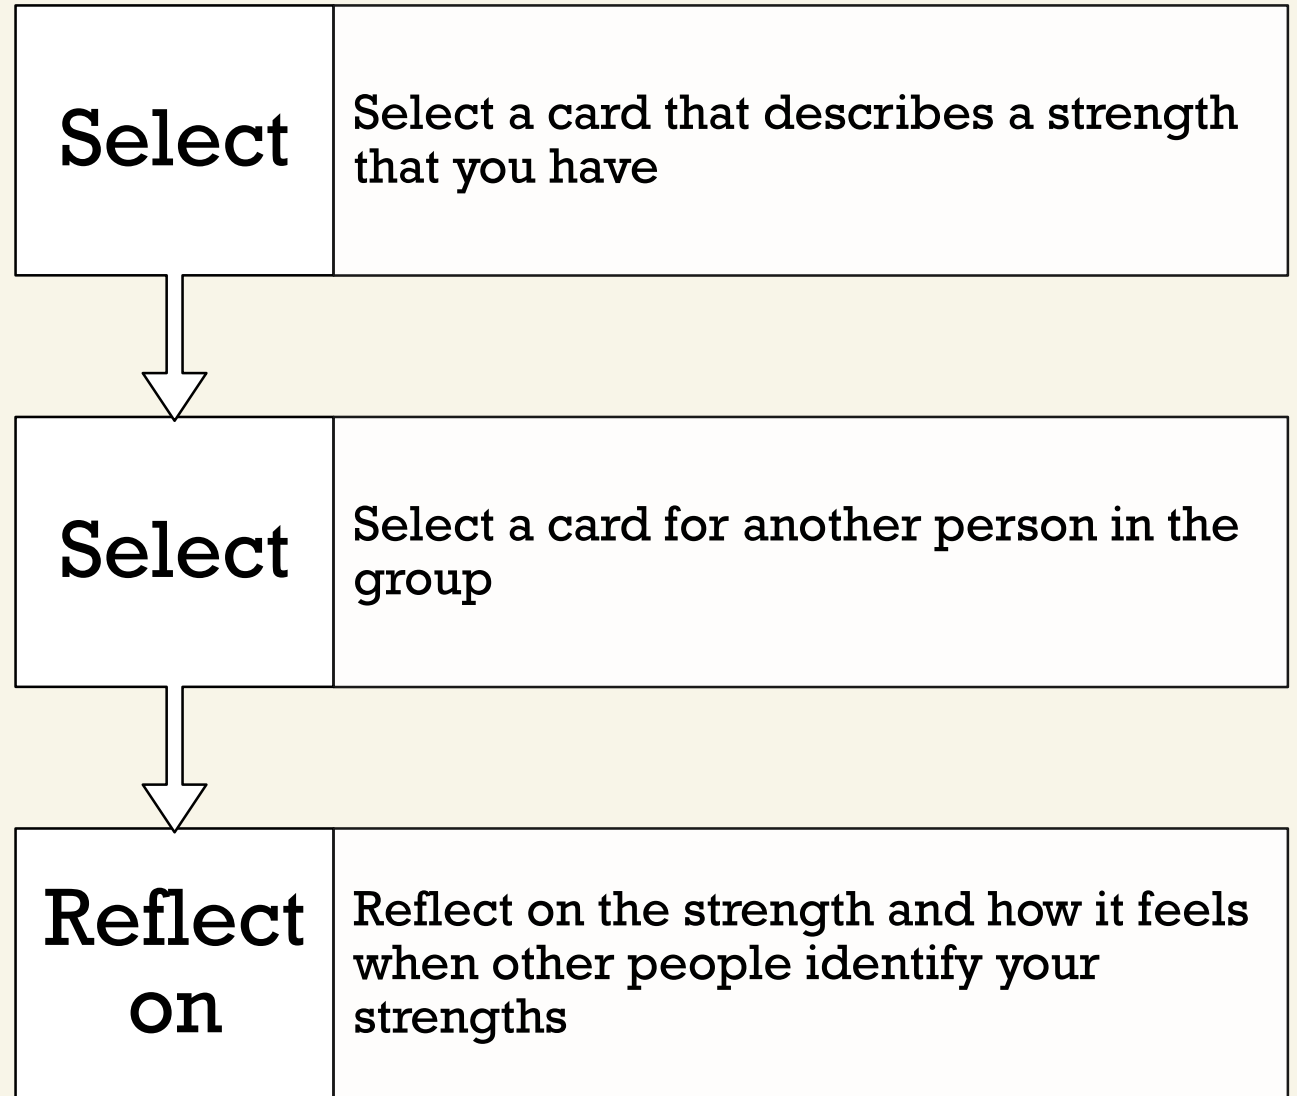 Select
Select a card that describes a strength
that you have
Select
Select a card for another person in the
group
Reflect
on
Reflect on the strength and how it feels
when other people identify your
strengths